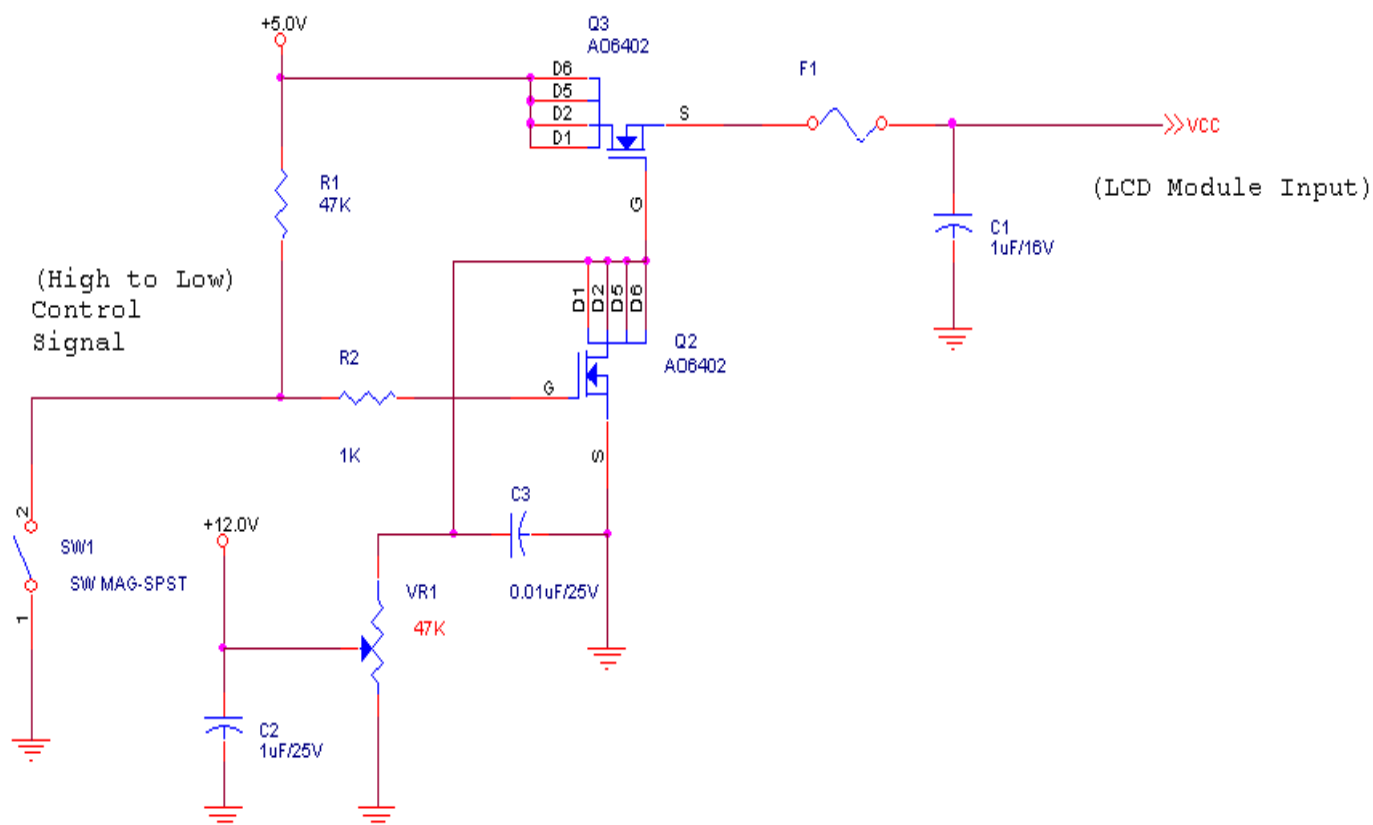 +5.0V
Q3
AO6402
D6
D5
D2
D1
S
G
F1
VCC
(LCD Module Input)
R1
47K
C1
1uF/16V
(High to Low)
Control
Signal
D1
D2
D5
D6
Q2
AO6402
R2
1K
G
S
C3
0.01uF/25V
2
SW1
SW MAG-SPST
1
+12.0V
VR1
47K
C2
1uF/25V